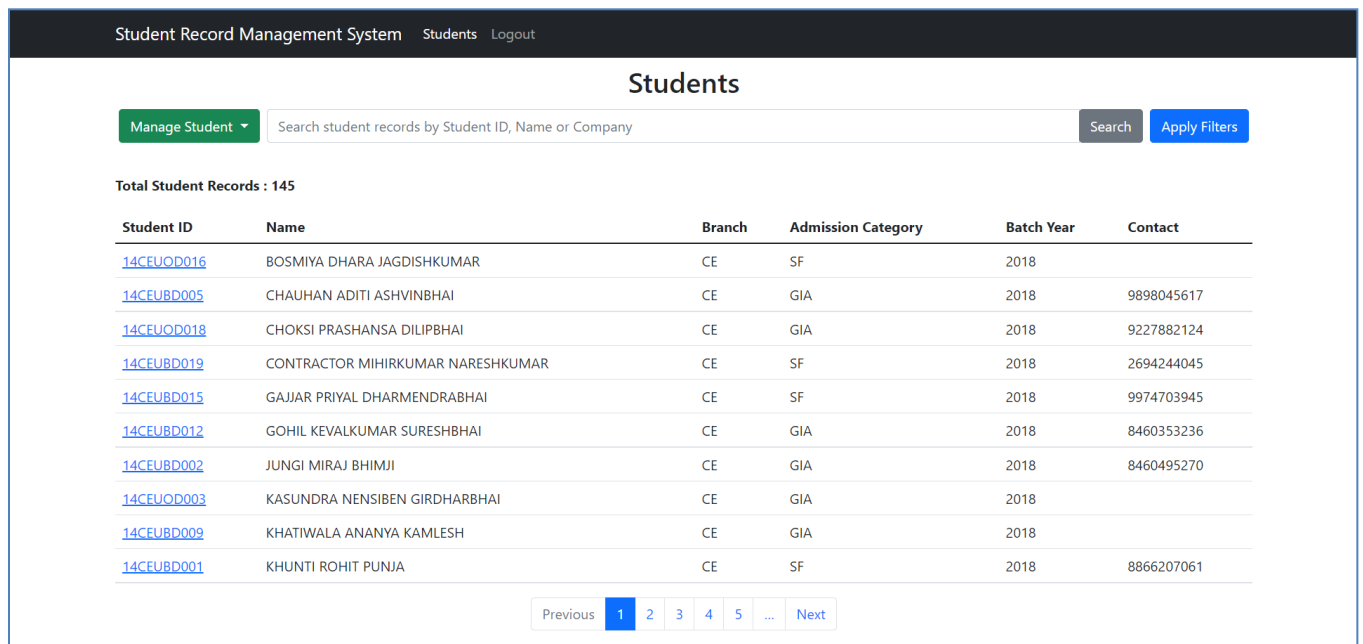 Student Record Management System Students Logout
Students
Manage Student Search student records by Student ID, Name or Company Search Apply Filters
Total Student Records : 145
Student ID Name Branch Admission Category Batch Year Contact
14CEUOD016 BOSMIYA DHARA JAGDISHKUMAR CE SF 2018
14CEUBD005 CHAUHAN ADITI ASHVINBHAI CE GIA 2018 9898045617
14CEUOD018 CHOKSI PRASHANSA DILIPBHAI CE GIA 2018 9227882124
14CEUBD019 CONTRACTOR MIHIRKUMAR NARESHKUMAR CE SF 2018 2694244045
14CEUBD015 GAJJAR PRIYAL DHARMENDRABHAI CE SF 2018 9974703945
14CEUBD012 GOHIL KEVALKUMAR SURESHBHAI CE GIA 2018 8460353236
14CEUBD002 JUNGI MIRAJ BHIMJI CE GIA 2018 8460495270
14CEUOD003 KASUNDRA NENSIBEN GIRDHARBHAI CE GIA 2018
14CEUBD009 KHATIWALA ANANYA KAMLESH CE GIA 2018
14CEUBD001 KHUNTI ROHIT PUNJA CE SF 2018 8866207061
Previous 1 2 3 4 5 ... Next